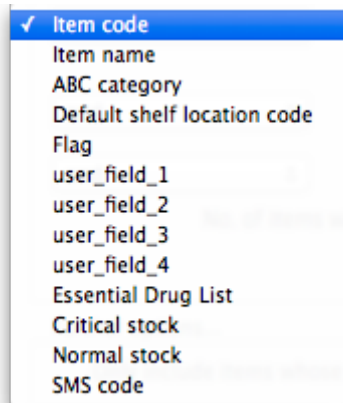 ✓ Item code
Item name
ABC category
Default shelf location code
Flag
user_field_1
user_field_2
user_field_3
user_field_4
Essential Drug List
Critical stock
Normal stock
SMS code